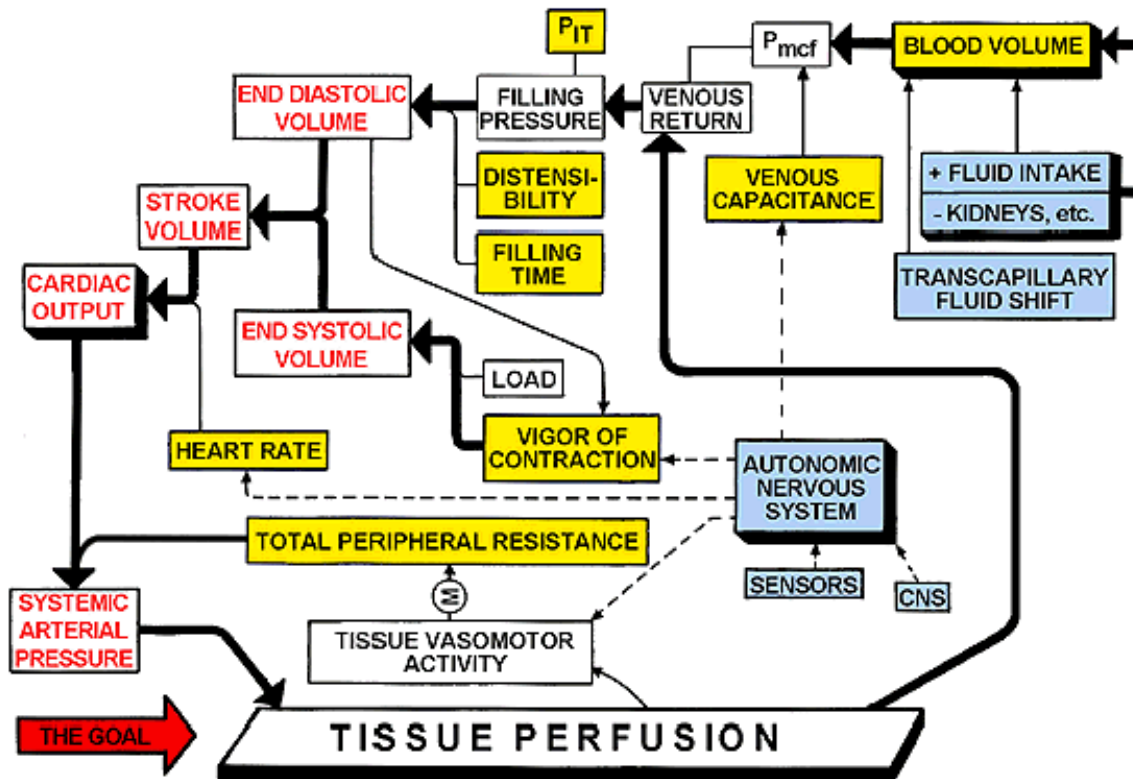 PIT
Pmcf
BLOOD VOLUME
END DIASTOLIC
VOLUME
FILLING
PRESSURE
VENOUS
RETURN
+ FLUID INTAKE
- KIDNEYS, etc.
DISTENSI-
BILITY
VENOUS
CAPACITANCE
STROKE
VOLUME
FILLING
TIME
TRANSCAPILLARY
FLUID SHIFT
CARDIAC
OUTPUT
END SYSTOLIC
VOLUME
LOAD
HEART RATE
VIGOR OF
CONTRACTION
AUTONOMIC
NERVOUS
SYSTEM
TOTAL PERIPHERAL RESISTANCE
SENSORS
CNS
Σ
SYSTEMIC
ARTERIAL
PRESSURE
TISSUE VASOMOTOR
ACTIVITY
THE GOAL
TISSUE PERFUSION